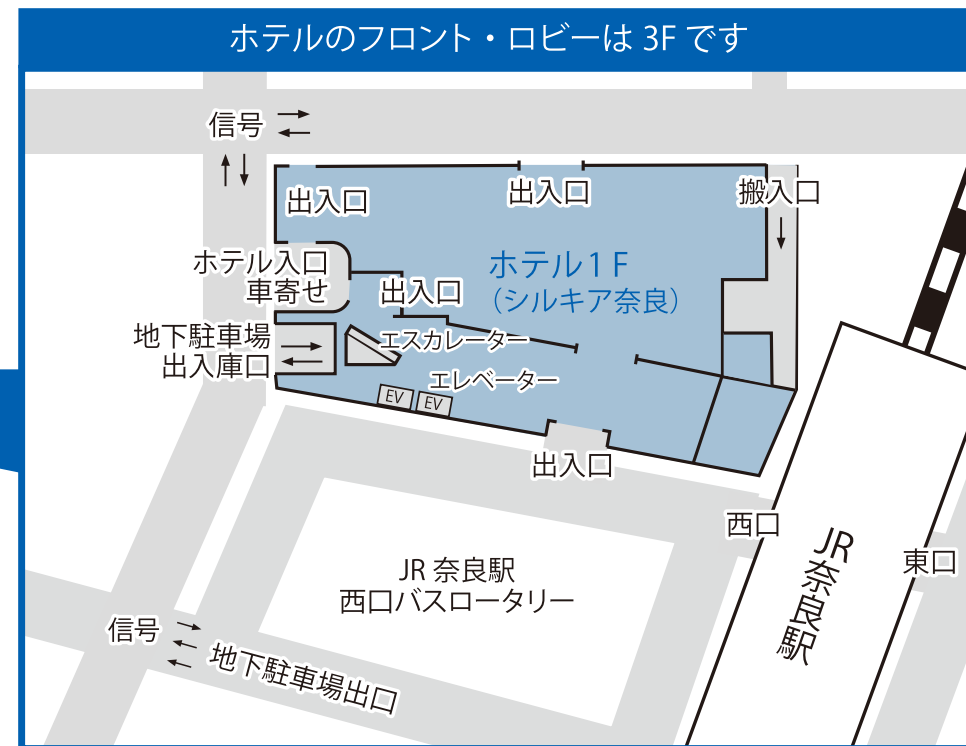 ホテルのフロント・ロビーは 3F です
信号
出入口
出入口
搬入口
ホテル入口
車寄せ
出入口
ホテル1F
（シルキア奈良）
地下駐車場
出入庫口
エスカレーター
エレベーター
EV
EV
出入口
西口
JR奈良駅
東口
JR 奈良駅
西口バスロータリー
信号
地下駐車場出口